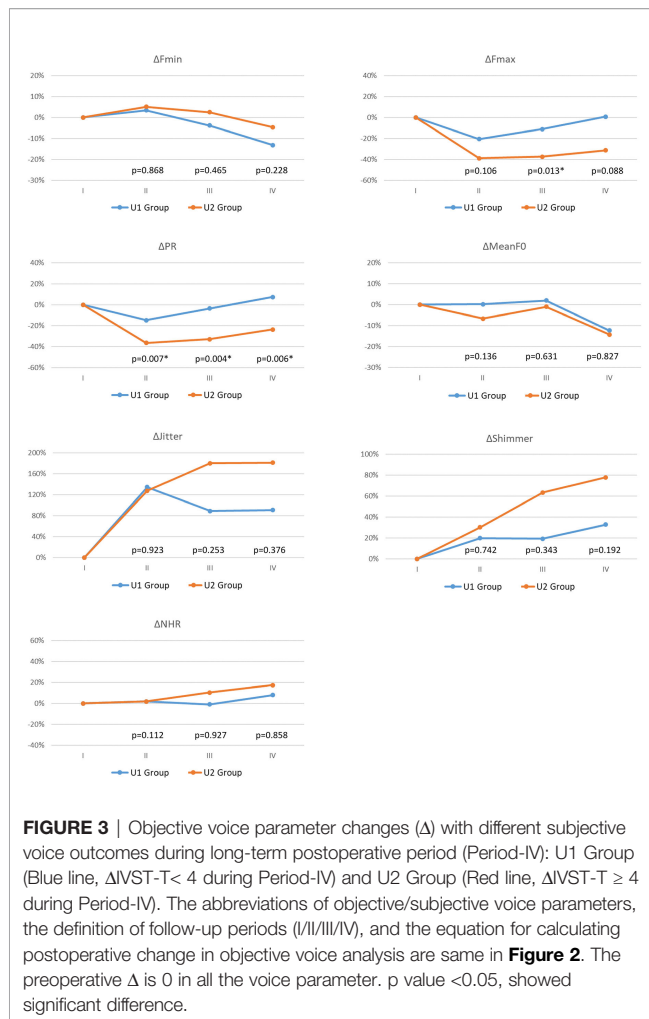 ΔFmin
20%
10%
0%
-10%
-20%
-30%
p=0.868 p=0.465 p=0.228
I II III IV
U1 Group U2 Group
ΔFmax
40%
20%
0%
-20%
-40%
-60%
p=0.106 p=0.013* p=0.088
I II III IV
U1 Group U2 Group
ΔPR
40%
20%
0%
-20%
-40%
-60%
p=0.007* p=0.004* p=0.006*
I II III IV
U1 Group U2 Group
ΔMeanF0
20%
10%
0%
-10%
-20%
-30%
p=0.136 p=0.631 p=0.827
I II III IV
U1 Group U2 Group
ΔJitter
200%
160%
120%
80%
40%
0%
p=0.923 p=0.253 p=0.376
I II III IV
U1 Group U2 Group
ΔShimmer
100%
80%
60%
40%
20%
0%
p=0.742 p=0.343 p=0.192
I II III IV
U1 Group U2 Group
ΔNHR
60%
40%
20%
0%
-20%
-40%
p=0.112 p=0.927 p=0.858
I II III IV
U1 Group U2 Group
FIGURE 3 | Objective voice parameter changes (Δ) with different subjective
voice outcomes during long-term postoperative period (Period-IV): U1 Group
(Blue line, ΔIVST-T< 4 during Period-IV) and U2 Group (Red line, ΔIVST-T ≥ 4
during Period-IV). The abbreviations of objective/subjective voice parameters,
the definition of follow-up periods (I/II/III/IV), and the equation for calculating
postoperative change in objective voice analysis are same in Figure 2. The
preoperative Δ is 0 in all the voice parameter. p value <0.05, showed
significant difference.